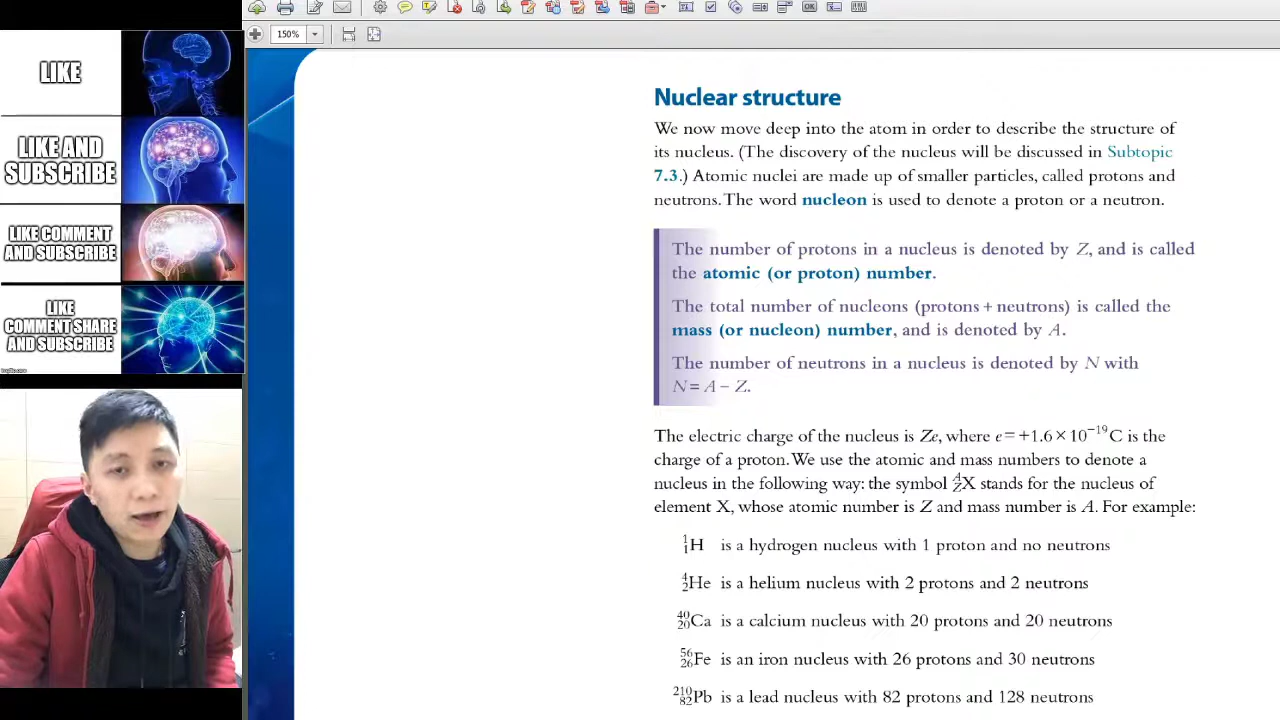 150%
LIKE
LIKE AND
SUBSCRIBE
LIKE COMMENT
AND SUBSCRIBE
LIKE
COMMENT SHARE
AND SUBSCRIBE
Nuclear structure
We now move deep into the atom in order to describe the structure of
its nucleus. (The discovery of the nucleus will be discussed in Subtopic
7.3.) Atomic nuclei are made up of smaller particles, called protons and
neutrons. The word nucleon is used to denote a proton or a neutron.
The number of protons in a nucleus is denoted by Z, and is called
the atomic (or proton) number.
The total number of nucleons (protons + neutrons) is called the
mass (or nucleon) number, and is denoted by A.
The number of neutrons in a nucleus is denoted by N with
N = A − Z.
The electric charge of the nucleus is Ze, where e = +1.6 × 10⁻¹⁹ C is the
charge of a proton. We use the atomic and mass numbers to denote a
nucleus in the following way: the symbol ᴬ_ZX stands for the nucleus of
element X, whose atomic number is Z and mass number is A. For example:
¹₁H is a hydrogen nucleus with 1 proton and no neutrons
⁴₂He is a helium nucleus with 2 protons and 2 neutrons
⁴⁰₂₀Ca is a calcium nucleus with 20 protons and 20 neutrons
⁵⁶₂₆Fe is an iron nucleus with 26 protons and 30 neutrons
²¹⁰₈₂Pb is a lead nucleus with 82 protons and 128 neutrons